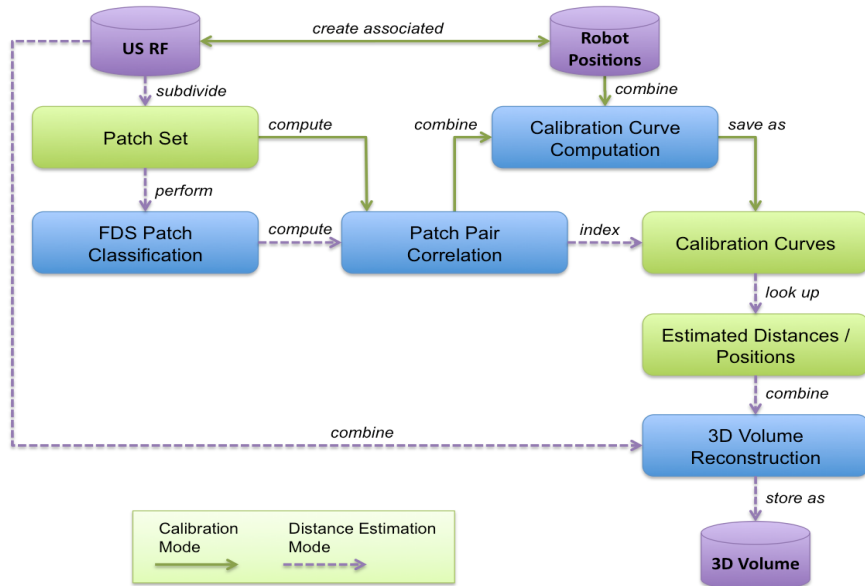 US RF
create associated
Robot
Positions
subdivide
combine
Patch Set
compute
combine
Calibration Curve
Computation
save as
perform
FDS Patch
Classification
compute
Patch Pair
Correlation
index
Calibration Curves
look up
Estimated Distances /
Positions
combine
combine
3D Volume
Reconstruction
store as
Calibration
Mode
Distance Estimation
Mode
3D Volume